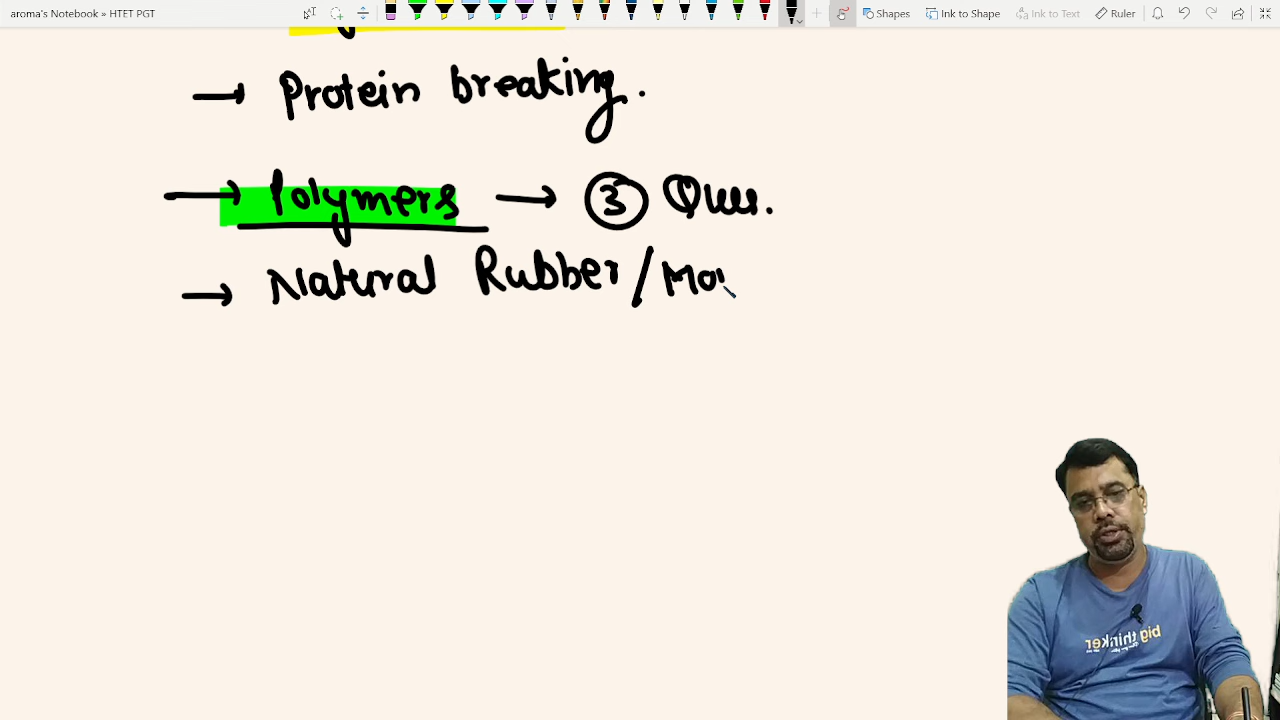 aroma's Notebook » HTET PGT
Shapes Ink to Shape Ink to Text Ruler
→ Protein breaking.
→ Polymers → ③ Ques.
→ Natural Rubber/Mo
big thinker